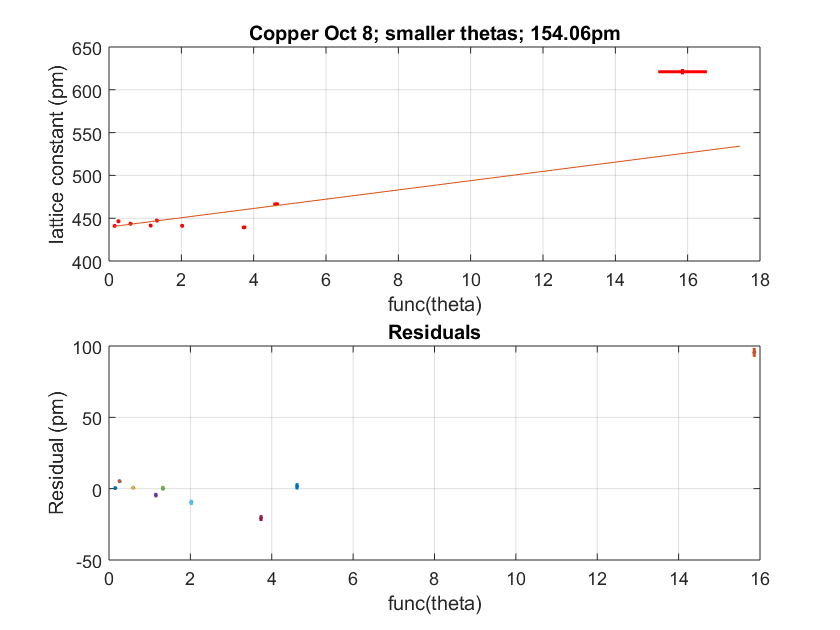 Copper Oct 8; smaller thetas; 154.06pm
650
600
550
500
450
400
lattice constant (pm)
0 2 4 6 8 10 12 14 16 18
func(theta)
Residuals
100
50
0
-50
Residual (pm)
0 2 4 6 8 10 12 14 16
func(theta)